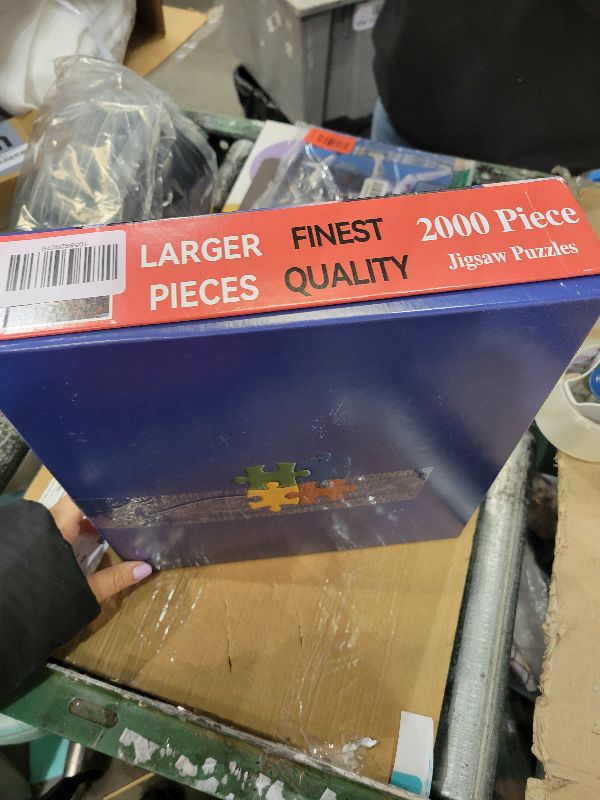 LARGER
PIECES
FINEST
QUALITY
2000 Piece
Jigsaw Puzzles